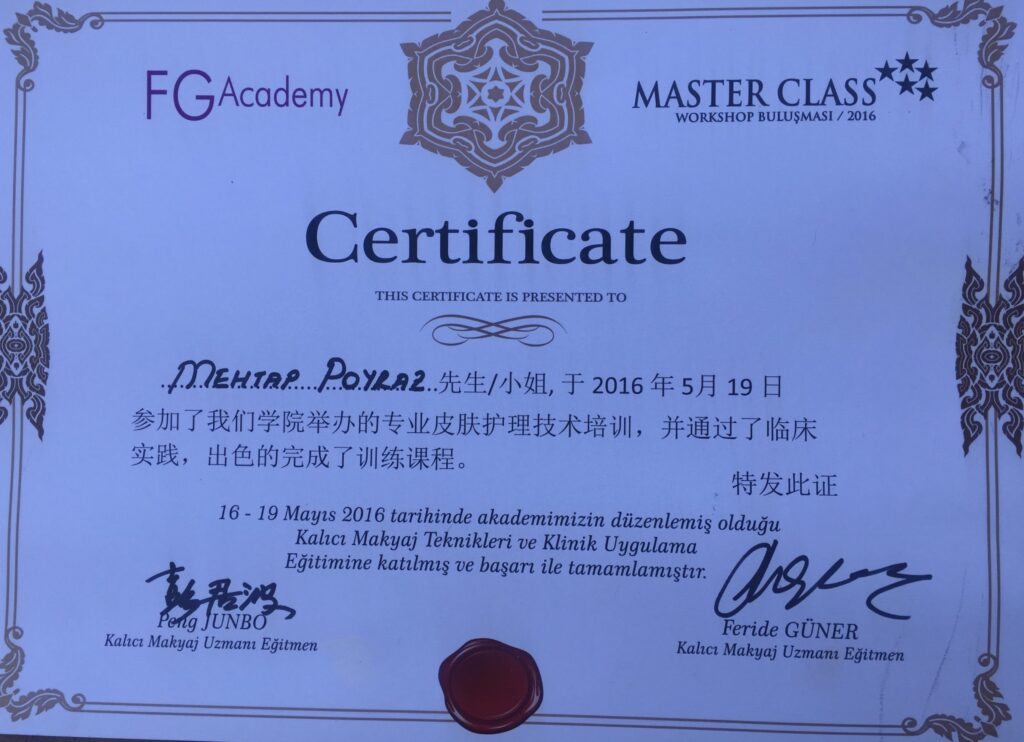 FG Academy
MASTER CLASS
WORKSHOP BULUŞMASI / 2016
Certificate
THIS CERTIFICATE IS PRESENTED TO
MEHTAP POYRAZ 先生/小姐, 于 2016 年 5月 19 日
参加了我们学院举办的专业皮肤护理技术培训，并通过了临床
实践，出色的完成了训练课程。
特发此证
16 - 19 Mayıs 2016 tarihinde akademimizin düzenlemiş olduğu
Kalıcı Makyaj Teknikleri ve Klinik Uygulama
Eğitimine katılmış ve başarı ile tamamlamıştır.
彭君波
Peng JUNBO
Kalıcı Makyaj Uzmanı Eğitmen
Feride GÜNER
Kalıcı Makyaj Uzmanı Eğitmen